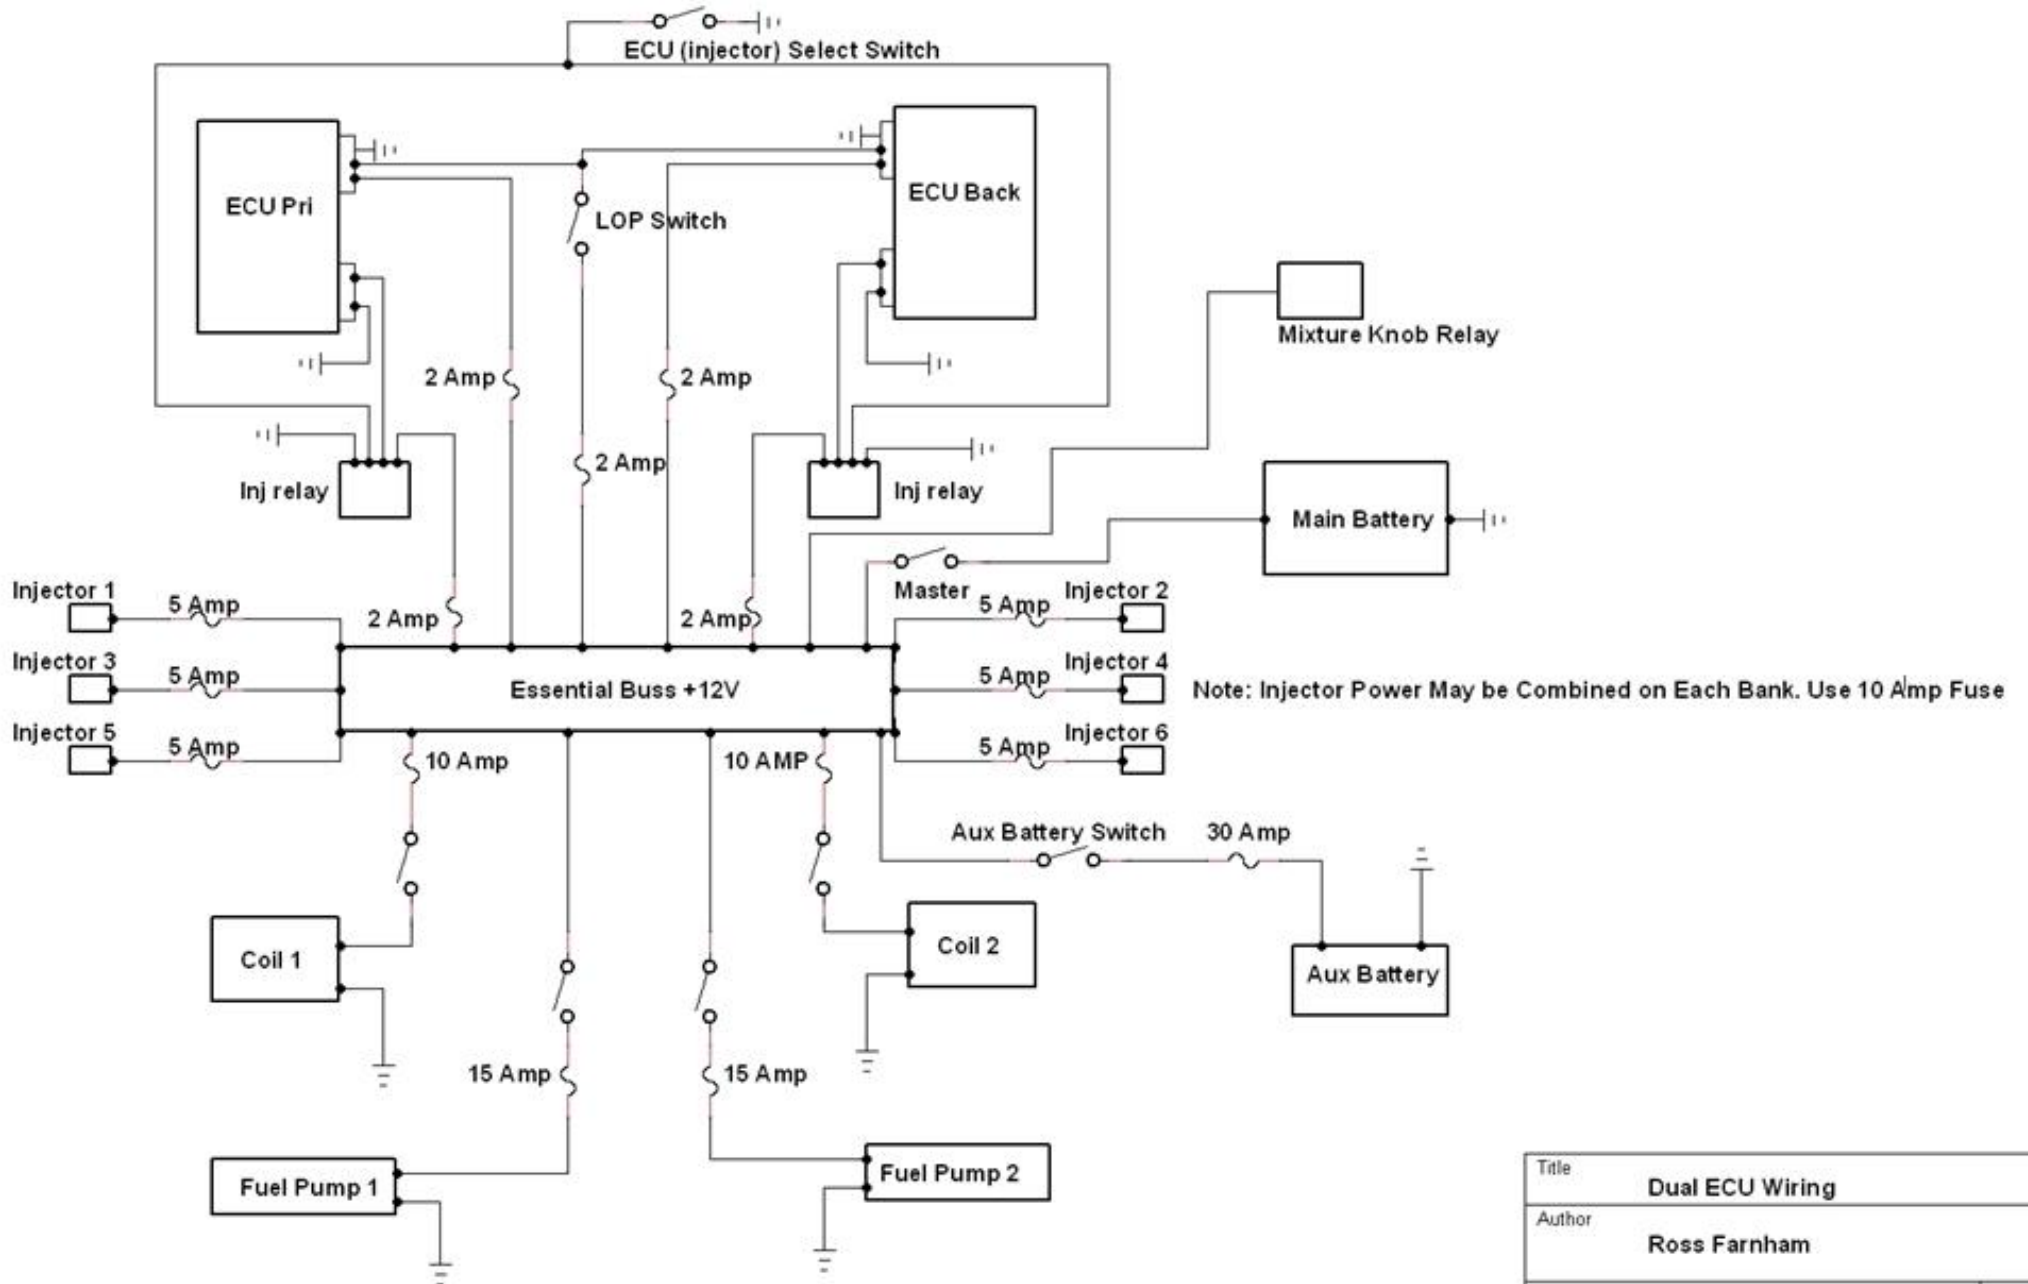 ECU (injector) Select Switch
ECU Pri
ECU Back
LOP Switch
Mixture Knob Relay
2 Amp
2 Amp
2 Amp
Inj relay
Inj relay
Main Battery
Master
Injector 1
5 Amp
2 Amp
2 Amp
5 Amp
Injector 2
Injector 3
5 Amp
Essential Buss +12V
5 Amp
Injector 4
Note: Injector Power May be Combined on Each Bank. Use 10 Amp Fuse
Injector 5
5 Amp
5 Amp
Injector 6
10 Amp
10 AMP
Aux Battery Switch
30 Amp
Coil 1
Coil 2
Aux Battery
15 Amp
15 Amp
Fuel Pump 1
Fuel Pump 2
Title
Dual ECU Wiring
Author
Ross Farnham